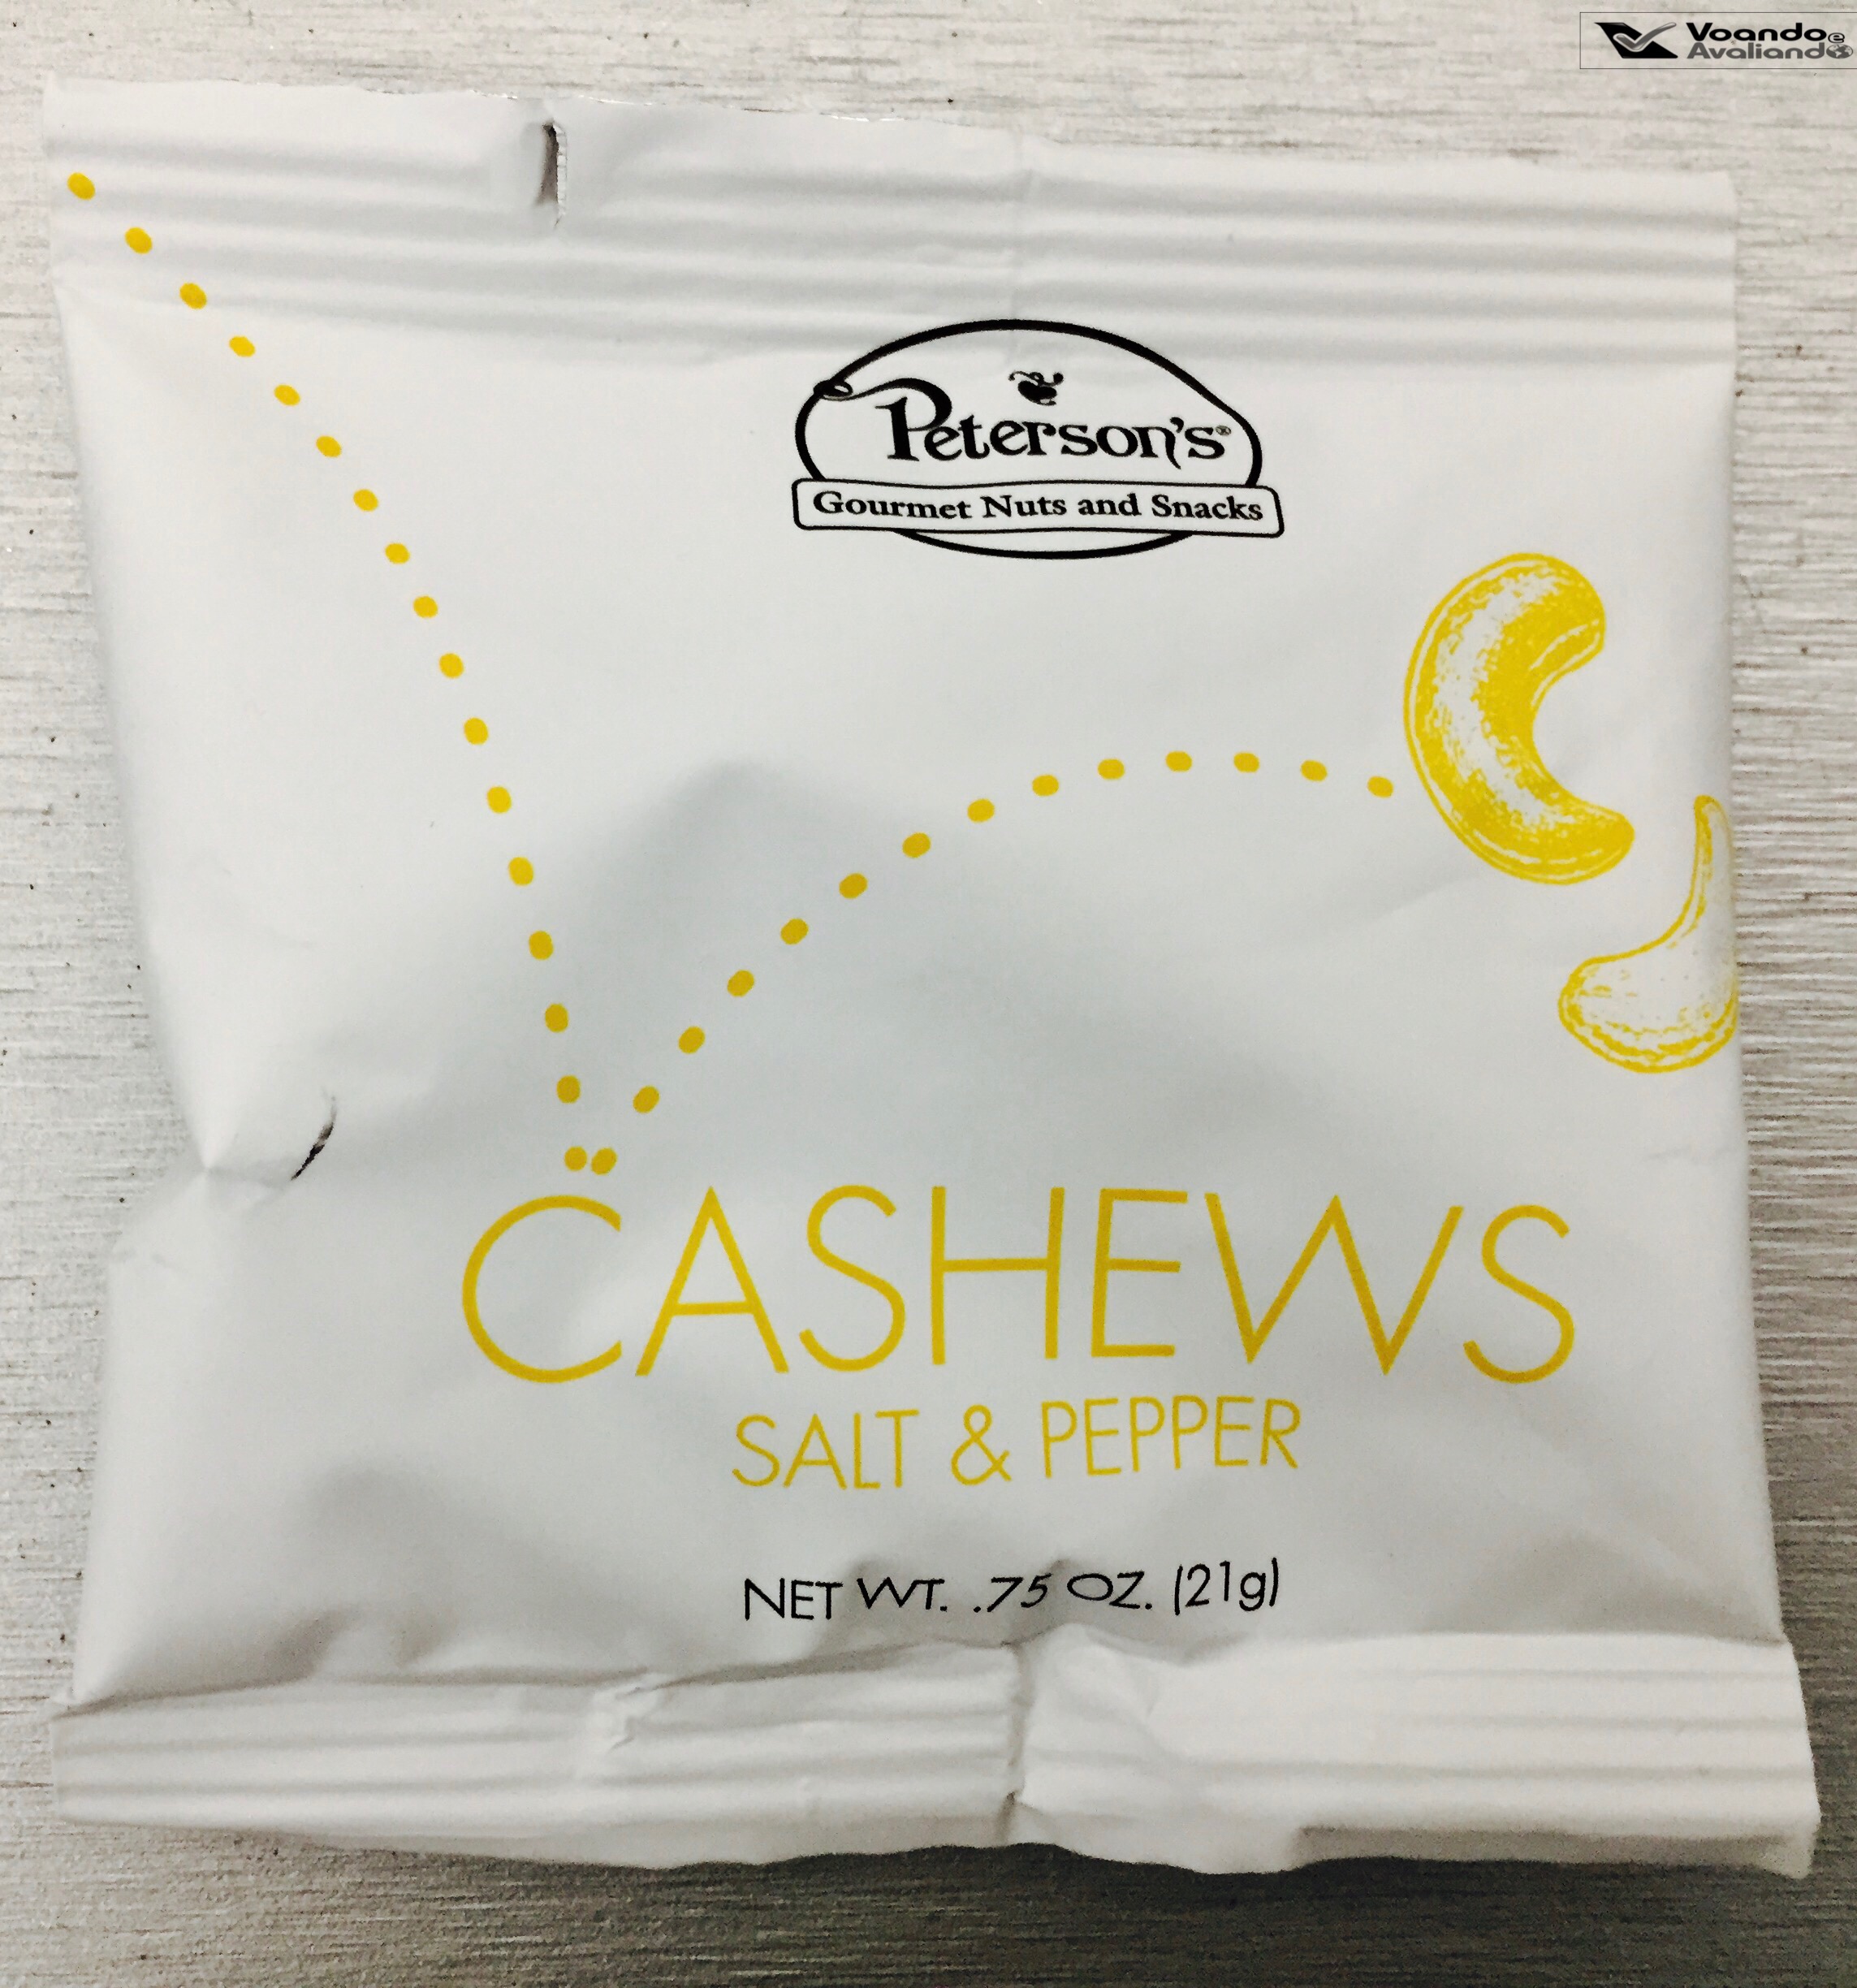 Voando e
Avaliando
Peterson's®
Gourmet Nuts and Snacks
CASHEWS
SALT & PEPPER
NET WT. .75 OZ. (21g)